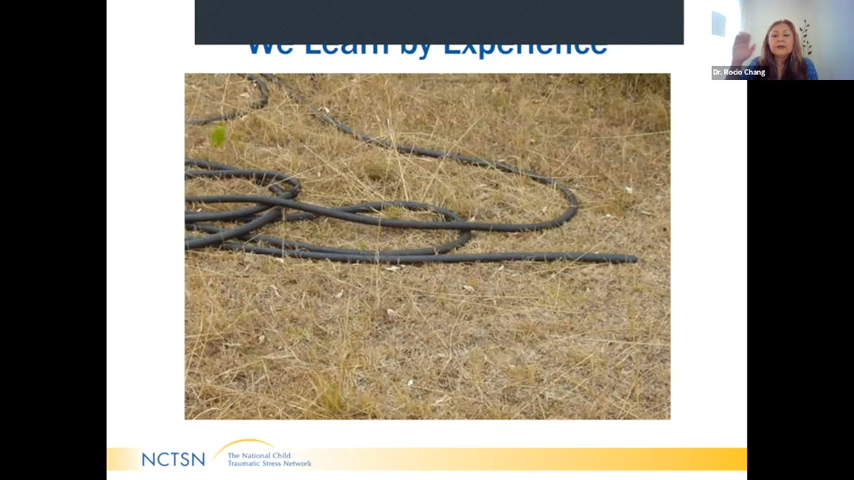 We Learn by Experience
Dr. Rocio Chang
NCTSN
The National Child
Traumatic Stress Network